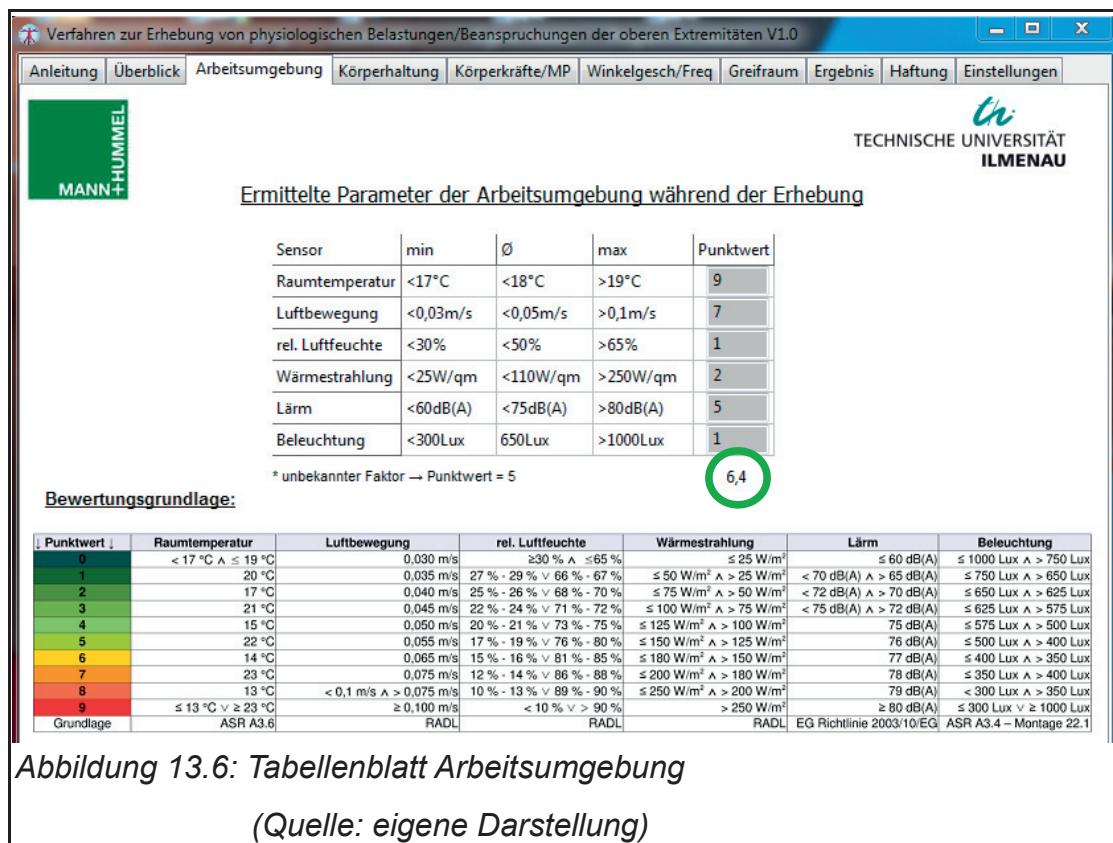 Verfahren zur Erhebung von physiologischen Belastungen/Beanspruchungen der oberen Extremitäten V1.0
Anleitung Überblick Arbeitsumgebung Körperhaltung Körperkräfte/MP Winkelgesch/Freq Greifraum Ergebnis Haftung Einstellungen
MANN+HUMMEL
th
TECHNISCHE UNIVERSITÄT
ILMENAU
Ermittelte Parameter der Arbeitsumgebung während der Erhebung
Sensor min Ø max Punktwert
Raumtemperatur <17°C <18°C >19°C 9
Luftbewegung <0,03m/s <0,05m/s >0,1m/s 7
rel. Luftfeuchte <30% <50% >65% 1
Wärmestrahlung <25W/qm <110W/qm >250W/qm 2
Lärm <60dB(A) <75dB(A) >80dB(A) 5
Beleuchtung <300Lux 650Lux >1000Lux 1
* unbekannter Faktor → Punktwert = 5 6,4
Bewertungsgrundlage:
↓ Punktwert ↓ Raumtemperatur Luftbewegung rel. Luftfeuchte Wärmestrahlung Lärm Beleuchtung
0 < 17 °C ∧ ≤ 19 °C 0,030 m/s ≥30 % ∧ ≤65 % ≤ 25 W/m² ≤ 60 dB(A) ≤ 1000 Lux ∧ > 750 Lux
1 20 °C 0,035 m/s 27 % - 29 % ∨ 66 % - 67 % ≤ 50 W/m² ∧ > 25 W/m² < 70 dB(A) ∧ > 65 dB(A) ≤ 750 Lux ∧ > 650 Lux
2 17 °C 0,040 m/s 25 % - 26 % ∨ 68 % - 70 % ≤ 75 W/m² ∧ > 50 W/m² < 72 dB(A) ∧ > 70 dB(A) ≤ 650 Lux ∧ > 625 Lux
3 21 °C 0,045 m/s 22 % - 24 % ∨ 71 % - 72 % ≤ 100 W/m² ∧ > 75 W/m² < 75 dB(A) ∧ > 72 dB(A) ≤ 625 Lux ∧ > 575 Lux
4 15 °C 0,050 m/s 20 % - 21 % ∨ 73 % - 75 % ≤ 125 W/m² ∧ > 100 W/m² 75 dB(A) ≤ 575 Lux ∧ > 500 Lux
5 22 °C 0,055 m/s 17 % - 19 % ∨ 76 % - 80 % ≤ 150 W/m² ∧ > 125 W/m² 76 dB(A) ≤ 500 Lux ∧ > 400 Lux
6 14 °C 0,065 m/s 15 % - 16 % ∨ 81 % - 85 % ≤ 180 W/m² ∧ > 150 W/m² 77 dB(A) ≤ 400 Lux ∧ > 350 Lux
7 23 °C 0,075 m/s 12 % - 14 % ∨ 86 % - 88 % ≤ 200 W/m² ∧ > 180 W/m² 78 dB(A) ≤ 350 Lux ∧ > 400 Lux
8 13 °C < 0,1 m/s ∧ > 0,075 m/s 10 % - 13 % ∨ 89 % - 90 % ≤ 250 W/m² ∧ > 200 W/m² 79 dB(A) < 300 Lux ∧ > 350 Lux
9 ≤ 13 °C ∨ ≥ 23 °C ≥ 0,100 m/s < 10 % ∨ > 90 % > 250 W/m² ≥ 80 dB(A) ≤ 300 Lux ∨ ≥ 1000 Lux
Grundlage ASR A3.6 RADL RADL RADL EG Richtlinie 2003/10/EG ASR A3.4 – Montage 22.1
Abbildung 13.6: Tabellenblatt Arbeitsumgebung
(Quelle: eigene Darstellung)